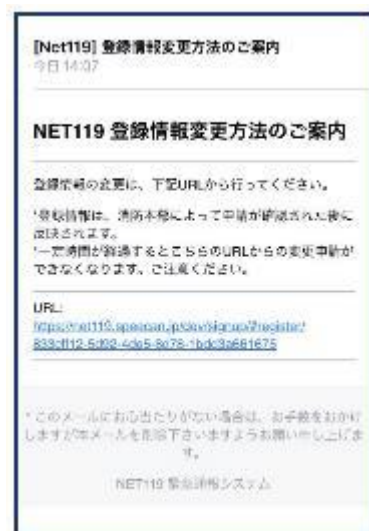 [Net119] 登録情報変更方法のご案内
今日 14:07
NET119 登録情報変更方法のご案内
登録情報の変更は、下記URLから行ってください。
*登録情報は、消防本部によって申請が確認された後に
反映されます。
*一定時間が経過するとこちらのURLからの変更申請が
できなくなります。ご注意ください。
URL:
* このメールにお心当たりがない場合は、お手数をおかけ
しますが本メールを削除下さいますようお願い申し上げま
す。
NET119 緊急通報システム